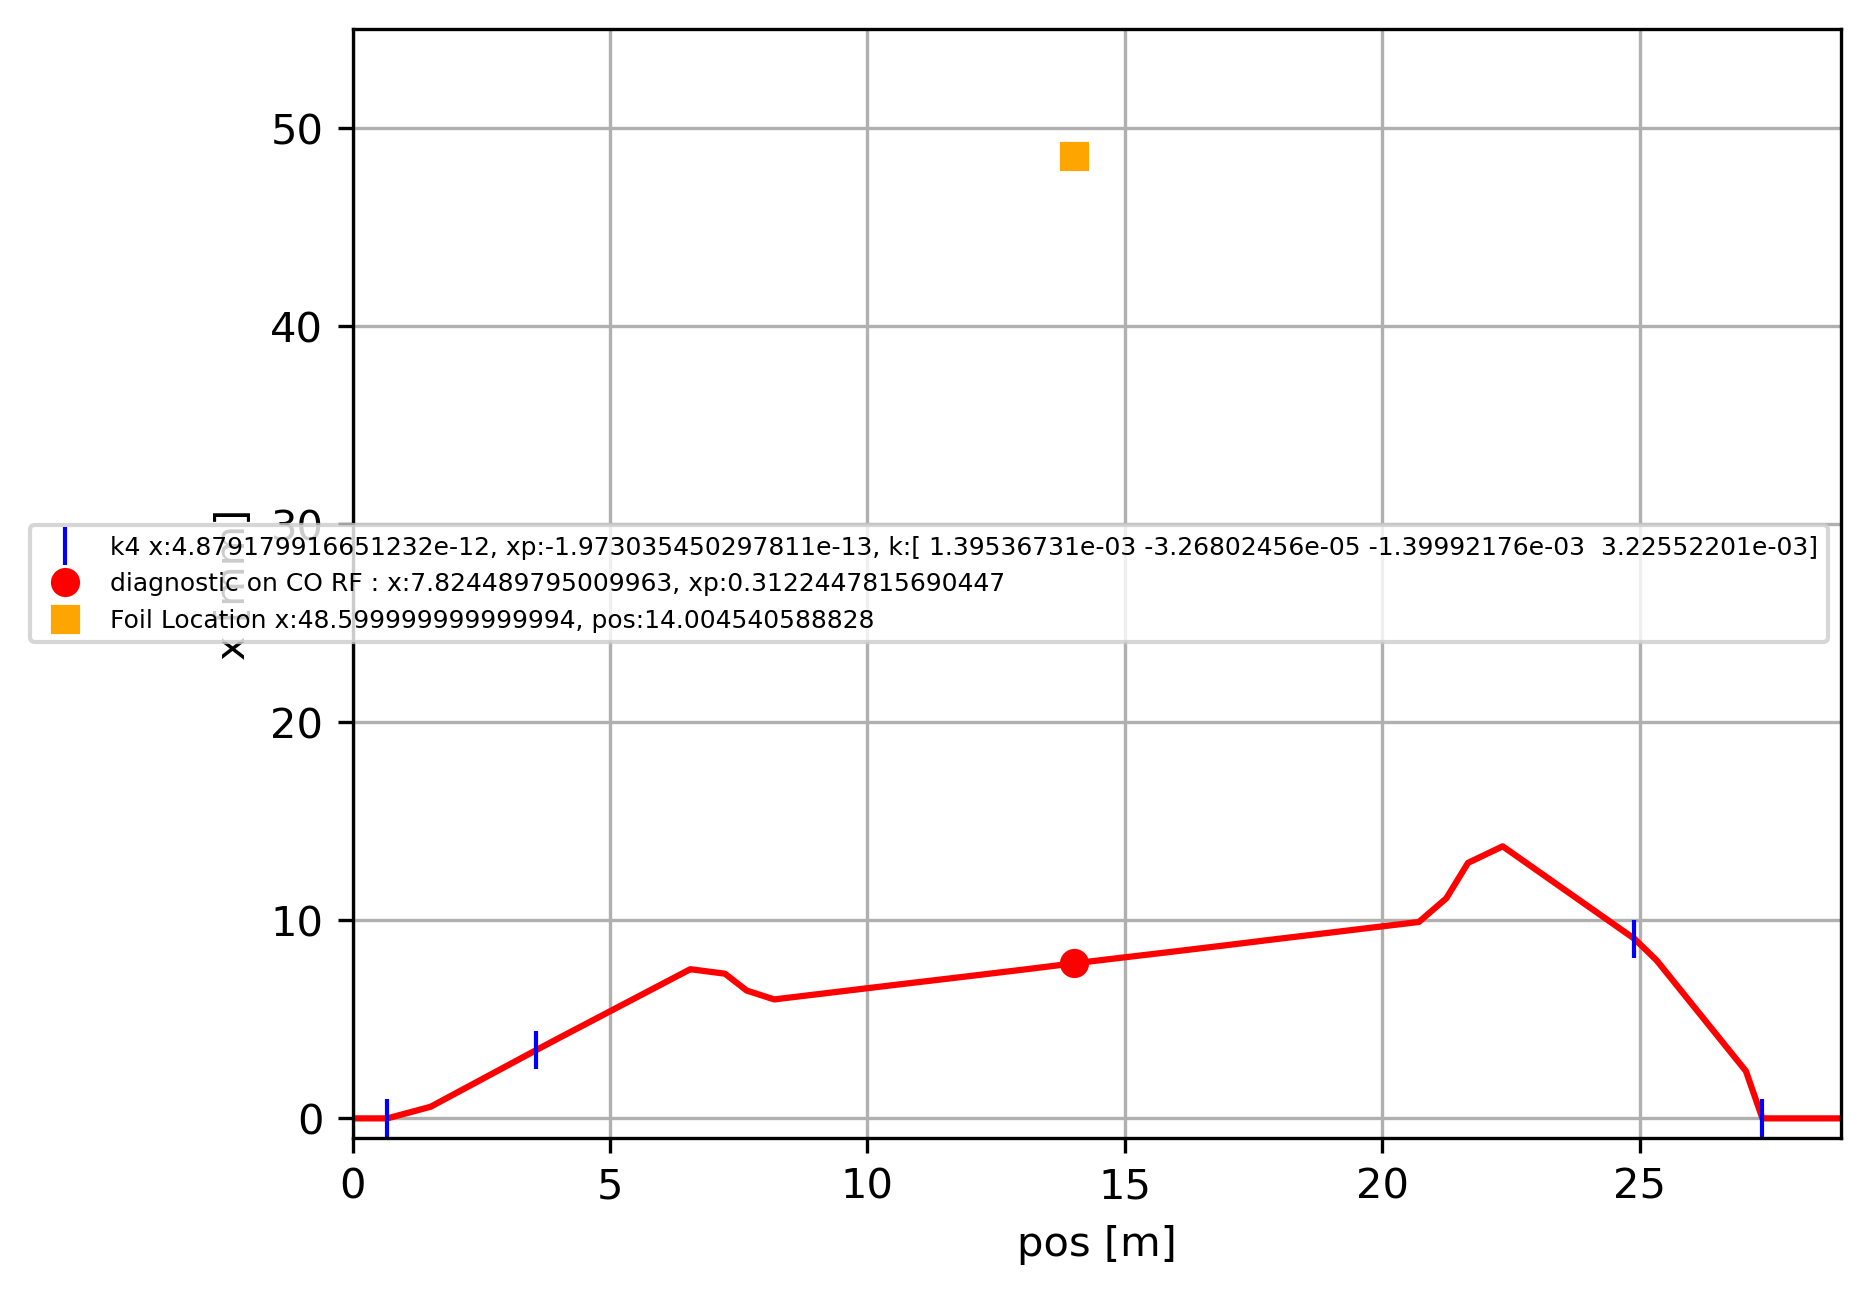 50
40
30
k4 x:4.879179916651232e-12, xp:-1.973035450297811e-13, k:[ 1.39536731e-03 -3.26802456e-05 -1.39992176e-03  3.22552201e-03]
diagnostic on CO RF : x:7.824489795009963, xp:0.3122447815690447
Foil Location x:48.599999999999994, pos:14.004540588828
x [mm]
20
10
0
0 5 10 15 20 25
pos [m]